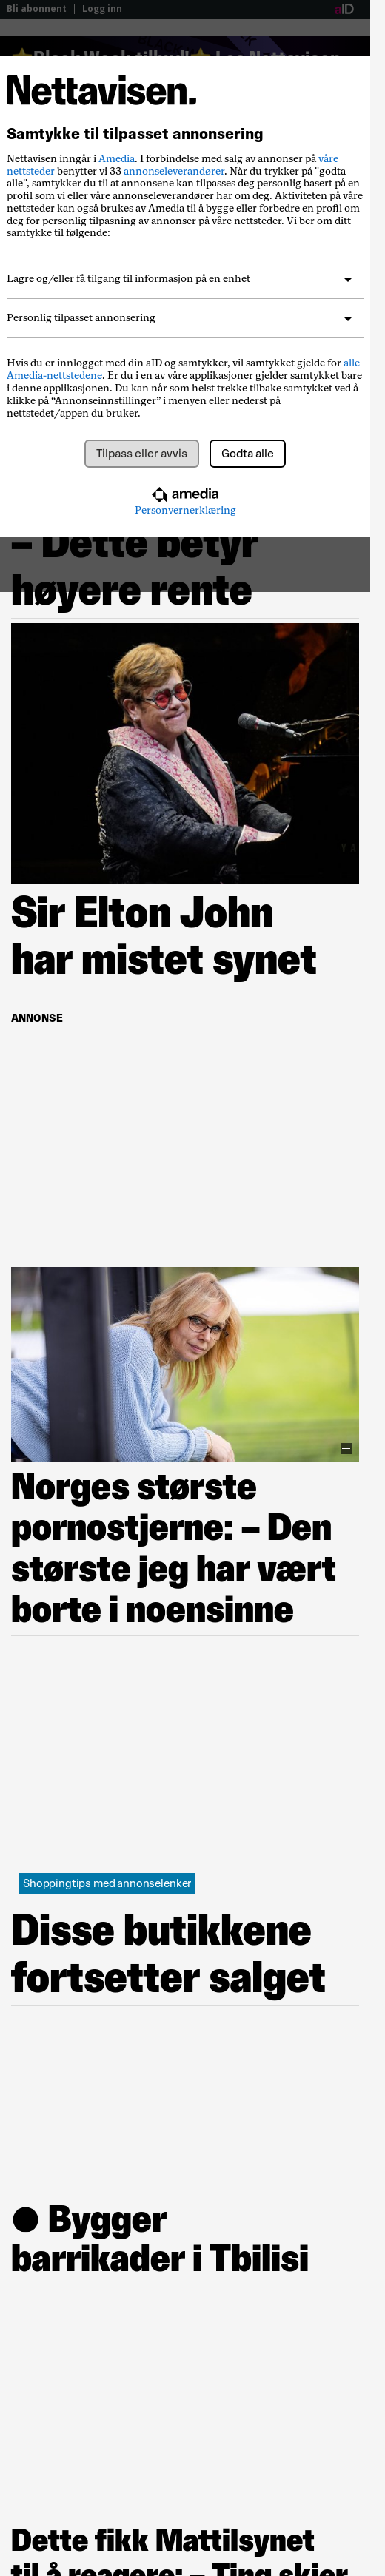 Bli abonnent | Logg inn
aID
Nettavisen.
Samtykke til tilpasset annonsering
Nettavisen inngår i Amedia. I forbindelse med salg av annonser på våre
nettsteder benytter vi 33 annonseleverandører. Når du trykker på "godta
alle", samtykker du til at annonsene kan tilpasses deg personlig basert på en
profil som vi eller våre annonseleverandører har om deg. Aktiviteten på våre
nettsteder kan også brukes av Amedia til å bygge eller forbedre en profil om
deg for personlig tilpasning av annonser på våre nettsteder. Vi ber om ditt
samtykke til følgende:
Lagre og/eller få tilgang til informasjon på en enhet
Personlig tilpasset annonsering
Hvis du er innlogget med din aID og samtykker, vil samtykket gjelde for alle
Amedia-nettstedene. Er du i en av våre applikasjoner gjelder samtykket bare
i denne applikasjonen. Du kan når som helst trekke tilbake samtykket ved å
klikke på “Annonseinnstillinger” i menyen eller nederst på
nettstedet/appen du bruker.
Tilpass eller avvis
Godta alle
amedia
Personvernerklæring
– Dette betyr
høyere rente
Sir Elton John
har mistet synet
ANNONSE
Norges største
pornostjerne: – Den
største jeg har vært
borte i noensinne
Shoppingtips med annonselenker
Disse butikkene
fortsetter salget
● Bygger
barrikader i Tbilisi
Dette fikk Mattilsynet
til å reagere: – Ting skjer